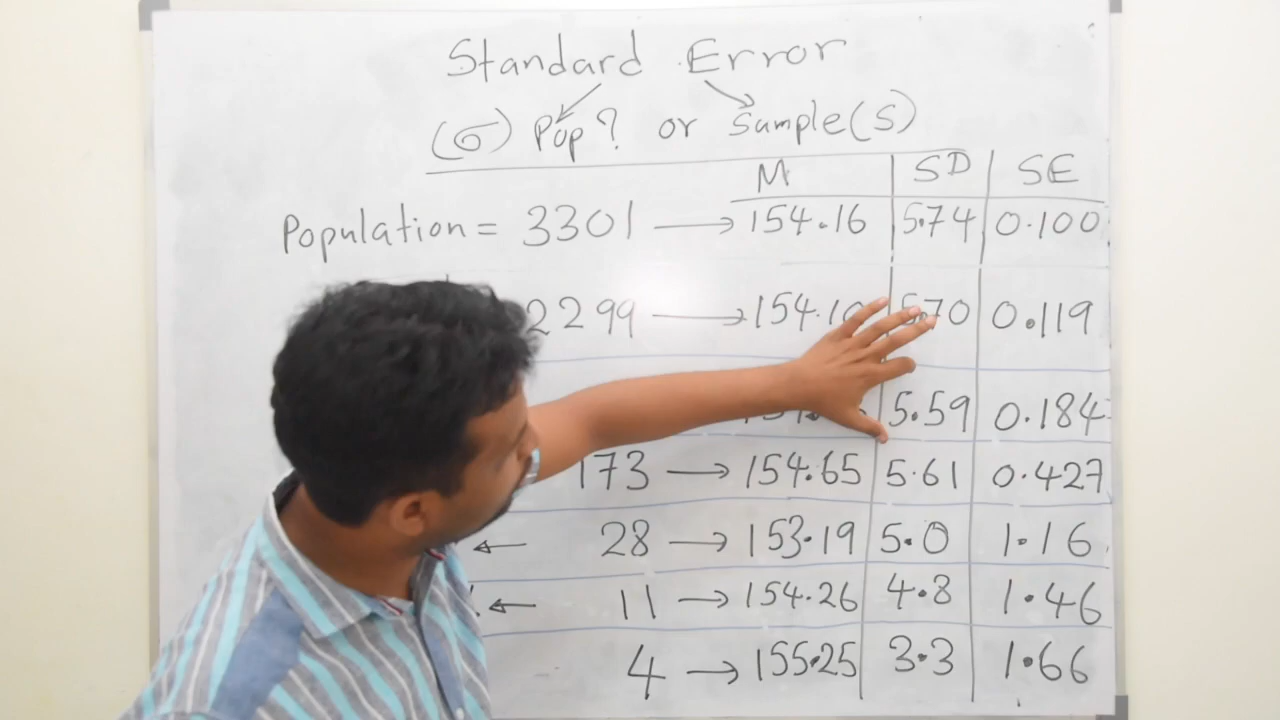 Standard Error
(σ) Pop? or Sample(S)
M SD SE
Population = 3301 → 154.16 5.74 0.100
2299 → 5.70 0.119
5.59 0.184
173 → 154.65 5.61 0.427
← 28 → 153.19 5.0 1.16
← 11 → 154.26 4.8 1.46
4 → 155.25 3.3 1.66